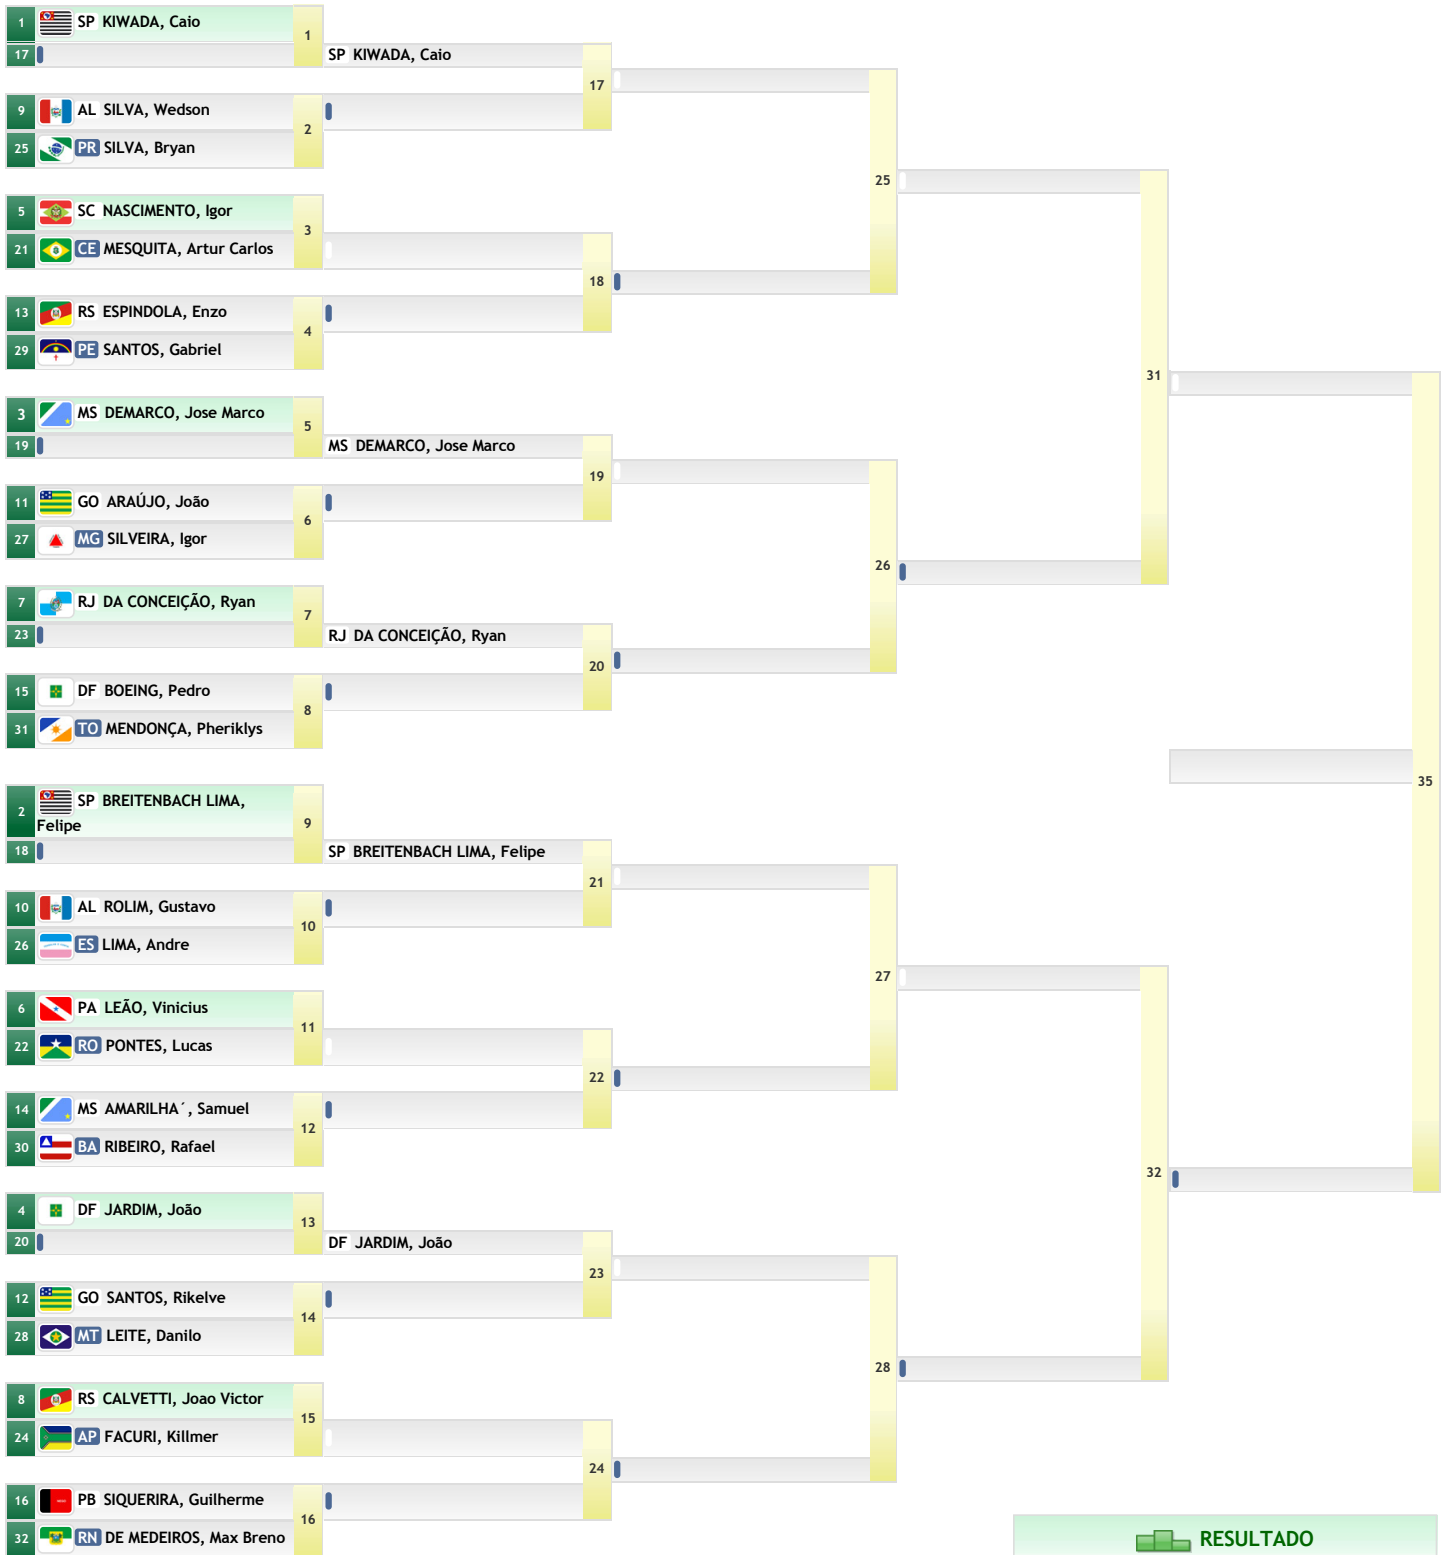 1 SP KIWADA, Caio
1
17
SP KIWADA, Caio
17
9 AL SILVA, Wedson
2
25 PR SILVA, Bryan
25
5 SC NASCIMENTO, Igor
3
21 CE MESQUITA, Artur Carlos
18
13 RS ESPINDOLA, Enzo
4
29 PE SANTOS, Gabriel
31
3 MS DEMARCO, Jose Marco
5
19
MS DEMARCO, Jose Marco
19
11 GO ARAÚJO, João
6
27 MG SILVEIRA, Igor
26
7 RJ DA CONCEIÇÃO, Ryan
7
23
RJ DA CONCEIÇÃO, Ryan
20
15 DF BOEING, Pedro
8
31 TO MENDONÇA, Pheriklys
35
2 SP BREITENBACH LIMA,
Felipe
9
18
SP BREITENBACH LIMA, Felipe
21
10 AL ROLIM, Gustavo
10
26 ES LIMA, Andre
27
6 PA LEÃO, Vinicius
11
22 RO PONTES, Lucas
22
14 MS AMARILHA´, Samuel
12
30 BA RIBEIRO, Rafael
32
4 DF JARDIM, João
13
20
DF JARDIM, João
23
12 GO SANTOS, Rikelve
14
28 MT LEITE, Danilo
28
8 RS CALVETTI, Joao Victor
15
24 AP FACURI, Killmer
24
16 PB SIQUERIRA, Guilherme
16
32 RN DE MEDEIROS, Max Breno
RESULTADO